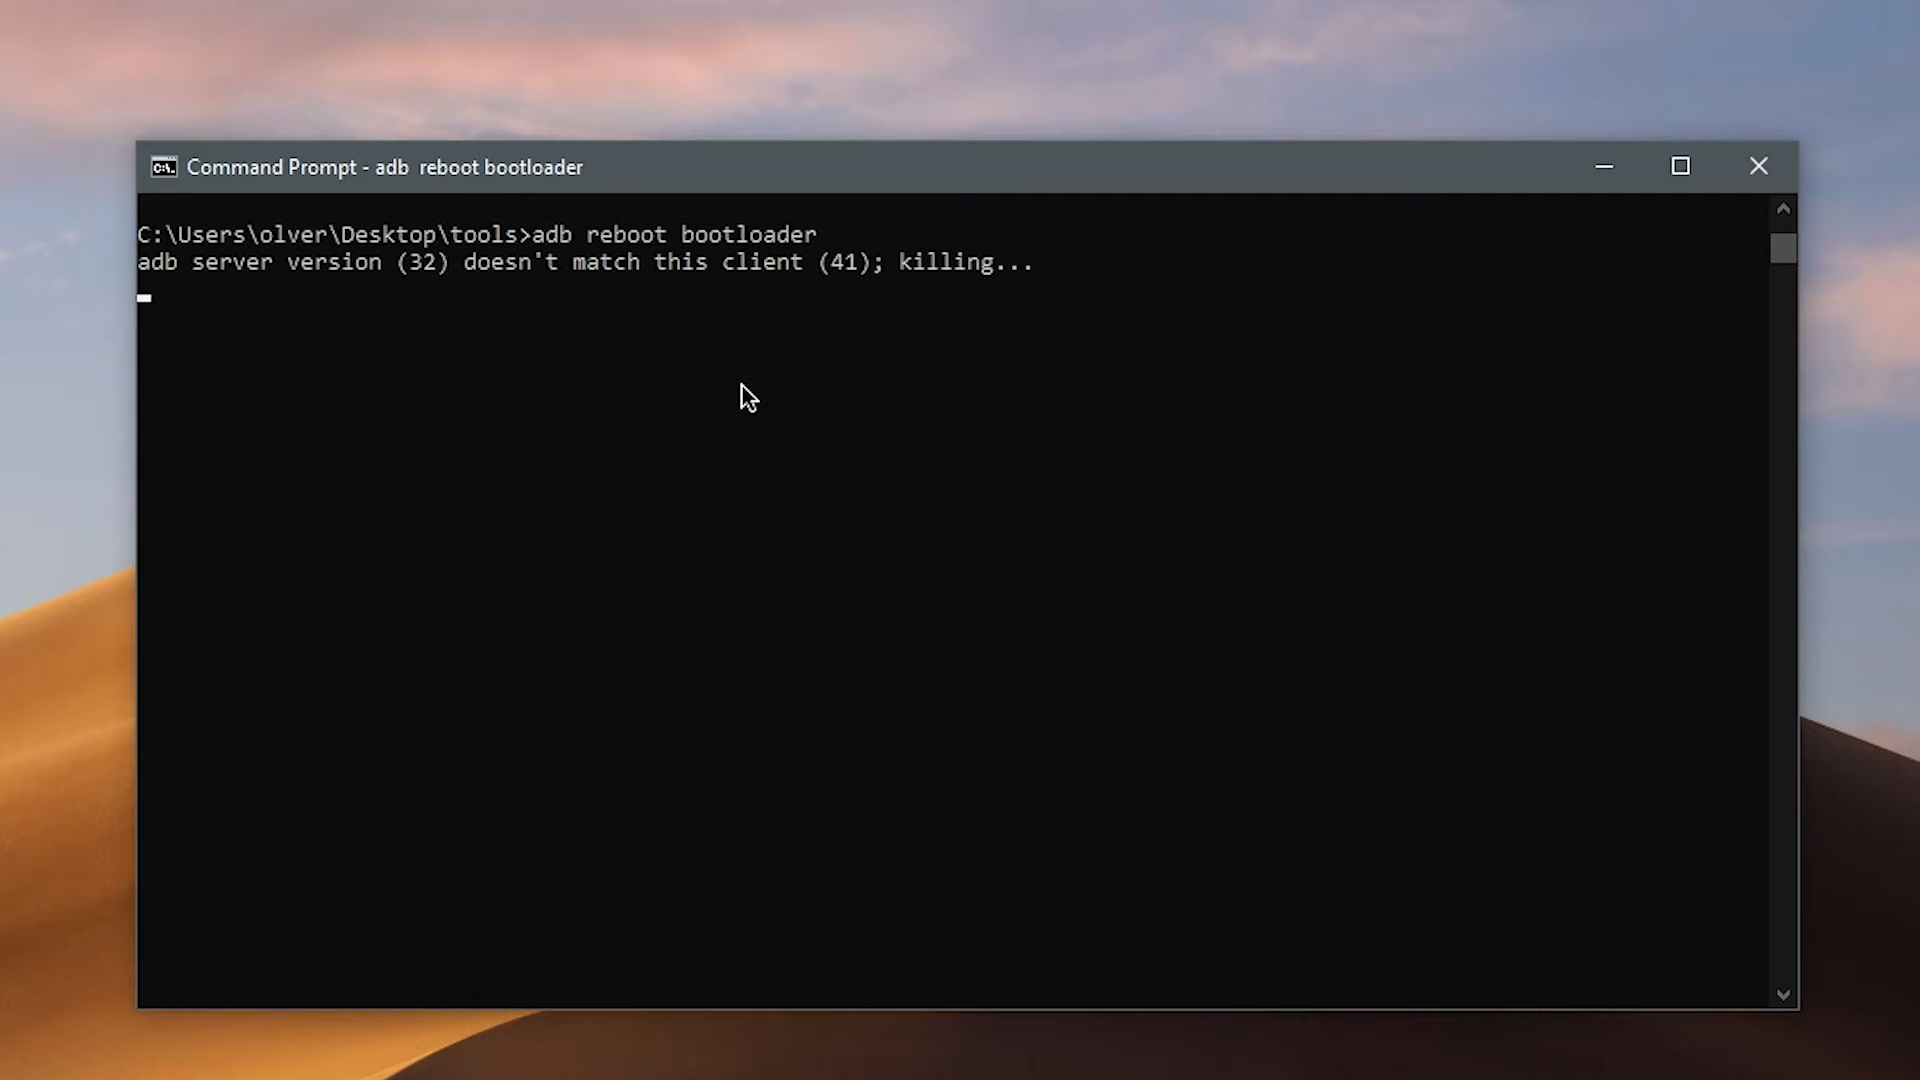 Command Prompt - adb  reboot bootloader
C:\Users\olver\Desktop\tools>adb reboot bootloader
adb server version (32) doesn't match this client (41); killing...